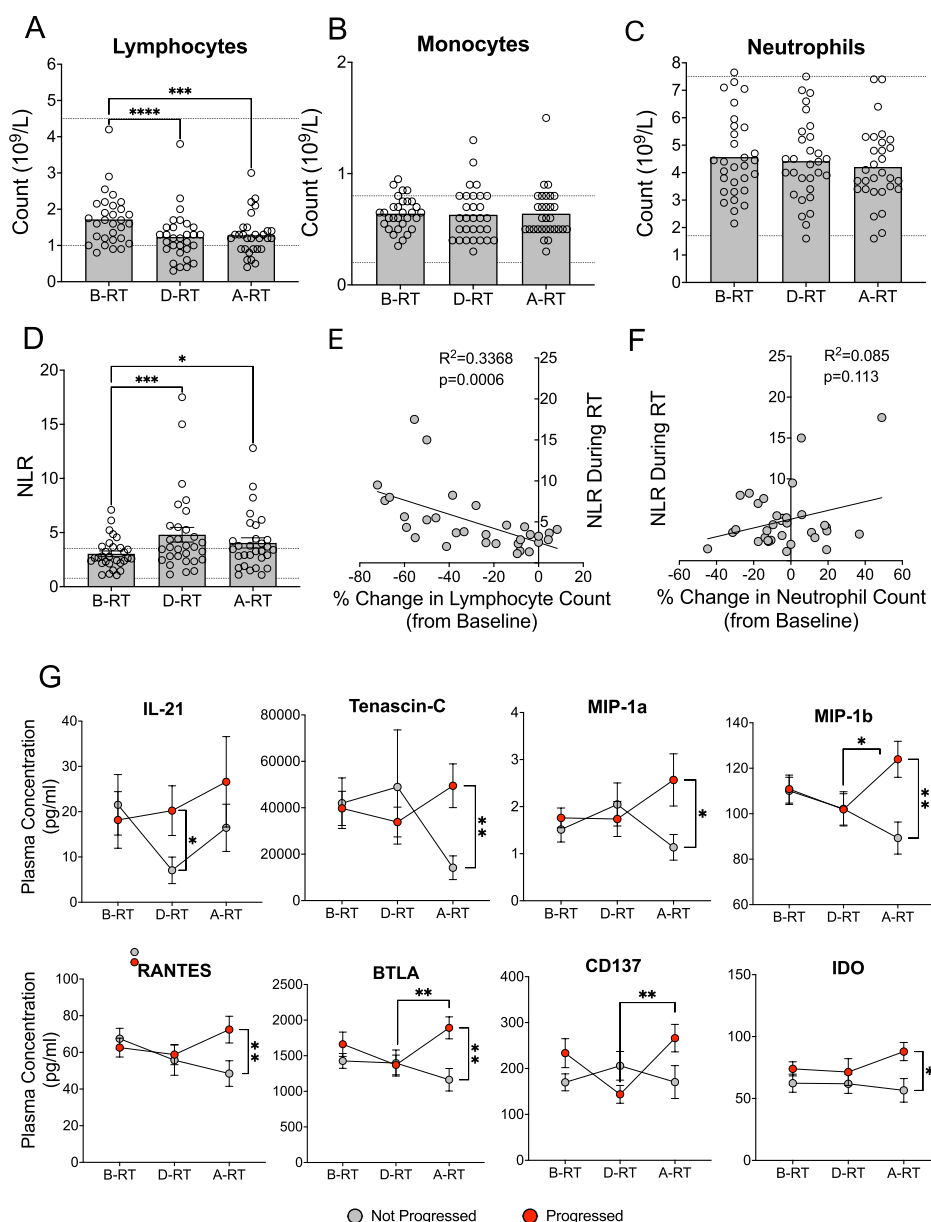 A
Lymphocytes
Count (10⁹/L)
6
5
4
3
2
1
0
***
****
B-RT
D-RT
A-RT
B
Monocytes
Count (10⁹/L)
2
1
0
B-RT
D-RT
A-RT
C
Neutrophils
Count (10⁹/L)
8
7
6
5
4
3
2
1
0
B-RT
D-RT
A-RT
D
NLR
20
15
10
5
0
*
***
B-RT
D-RT
A-RT
E
R²=0.3368
p=0.0006
25
20
15
10
5
NLR During RT
-80
-60
-40
-20
0
20
% Change in Lymphocyte Count
(from Baseline)
F
R²=0.085
p=0.113
25
20
15
10
5
NLR During RT
-60
-40
-20
0
20
40
60
% Change in Neutrophil Count
(from Baseline)
G
IL-21
Plasma Concentration
(pg/ml)
40
30
20
10
0
*
B-RT
D-RT
A-RT
Tenascin-C
80000
60000
40000
20000
0
**
B-RT
D-RT
A-RT
MIP-1a
4
3
2
1
0
*
B-RT
D-RT
A-RT
MIP-1b
140
120
100
80
60
*
**
B-RT
D-RT
A-RT
RANTES
Plasma Concentration
(pg/ml)
100
80
60
40
20
0
**
B-RT
D-RT
A-RT
BTLA
2500
2000
1500
1000
500
0
**
**
B-RT
D-RT
A-RT
CD137
400
300
200
100
0
**
B-RT
D-RT
A-RT
IDO
150
100
50
0
*
B-RT
D-RT
A-RT
Not Progressed
Progressed